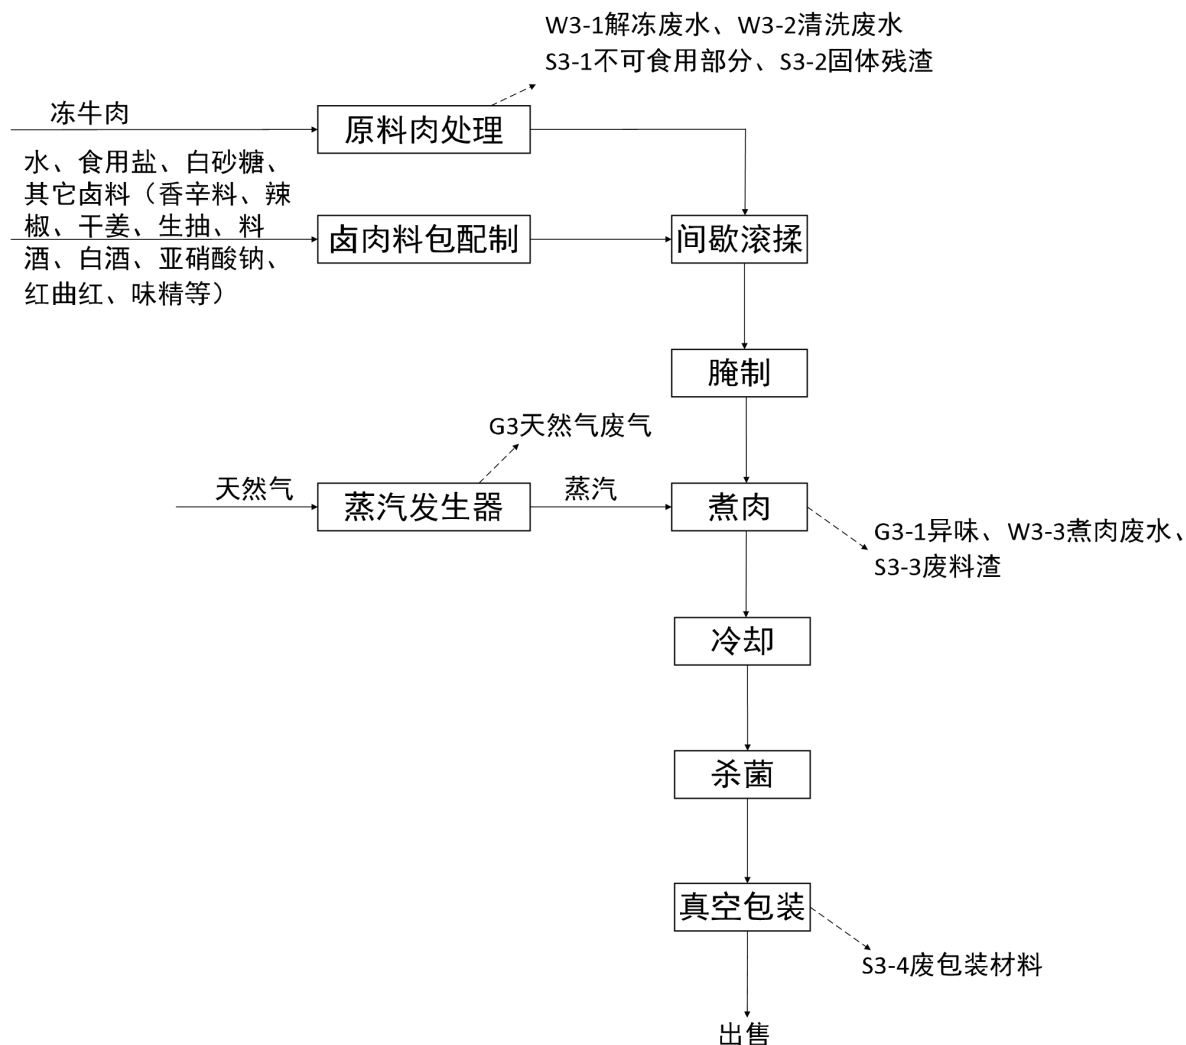 W3-1解冻废水、W3-2清洗废水
S3-1不可食用部分、S3-2固体残渣
冻牛肉
原料肉处理
水、食用盐、白砂糖、
其它卤料（香辛料、辣
椒、干姜、生抽、料
酒、白酒、亚硝酸钠、
红曲红、味精等）
卤肉料包配制
间歇滚揉
腌制
G3天然气废气
天然气
蒸汽发生器
蒸汽
煮肉
G3-1异味、W3-3煮肉废水、
S3-3废料渣
冷却
杀菌
真空包装
S3-4废包装材料
出售